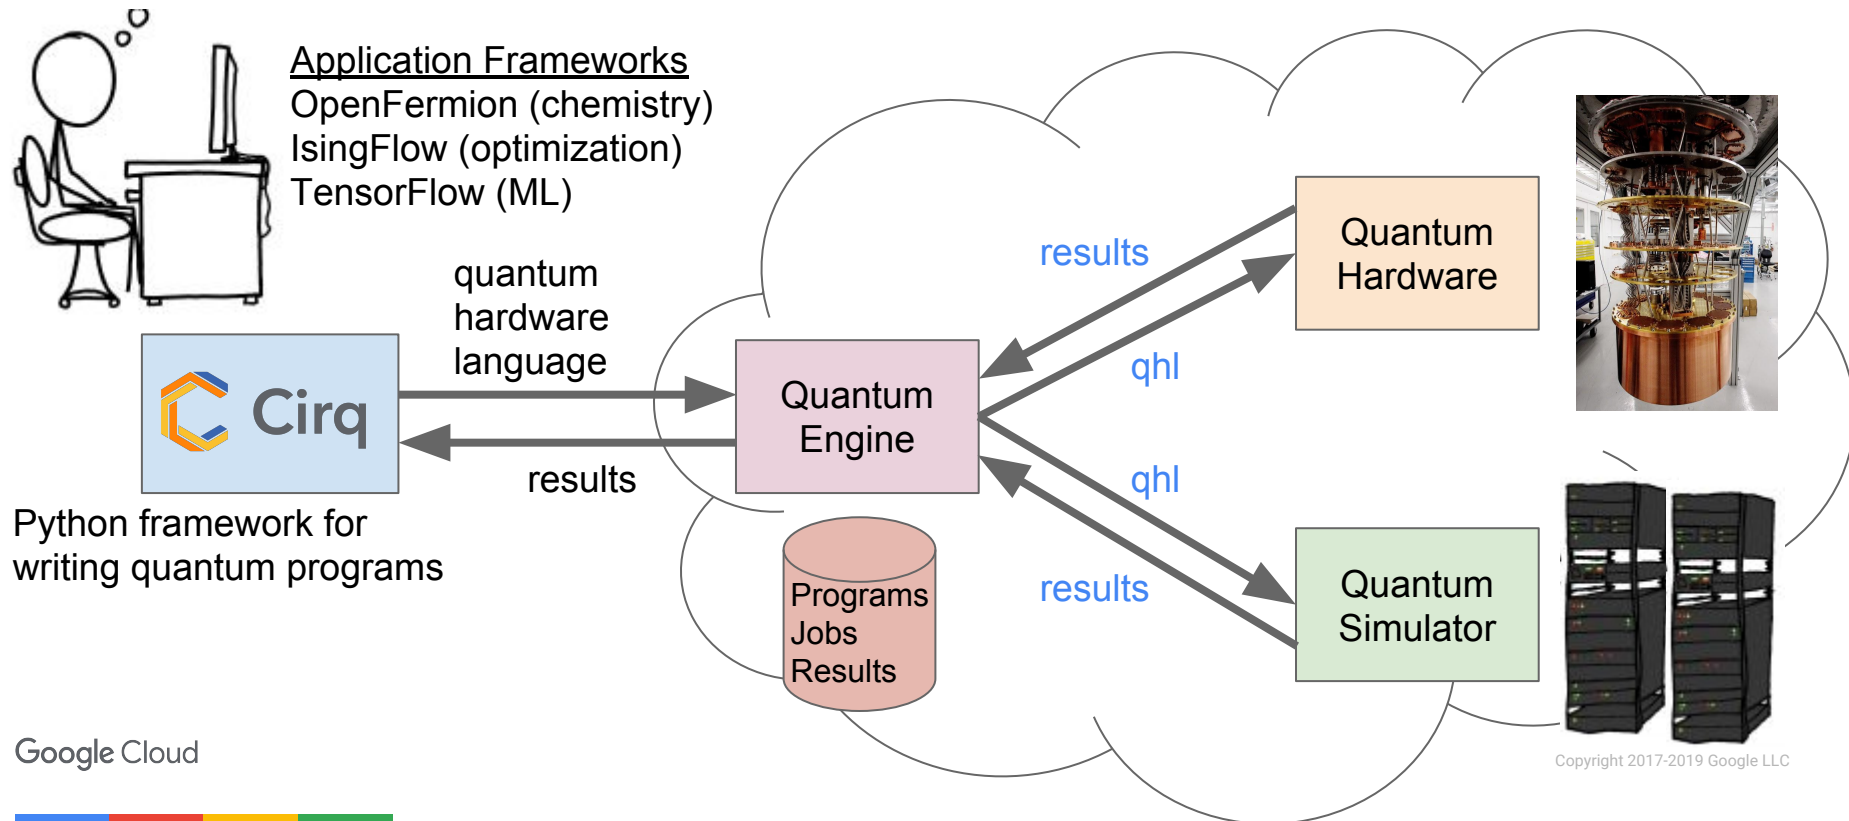 Application Frameworks
OpenFermion (chemistry)
IsingFlow (optimization)
TensorFlow (ML)
quantum
hardware
language
Cirq
results
Python framework for
writing quantum programs
Quantum
Engine
Programs
Jobs
Results
results
qhl
qhl
results
Quantum
Hardware
Quantum
Simulator
Google Cloud
Copyright 2017-2019 Google LLC